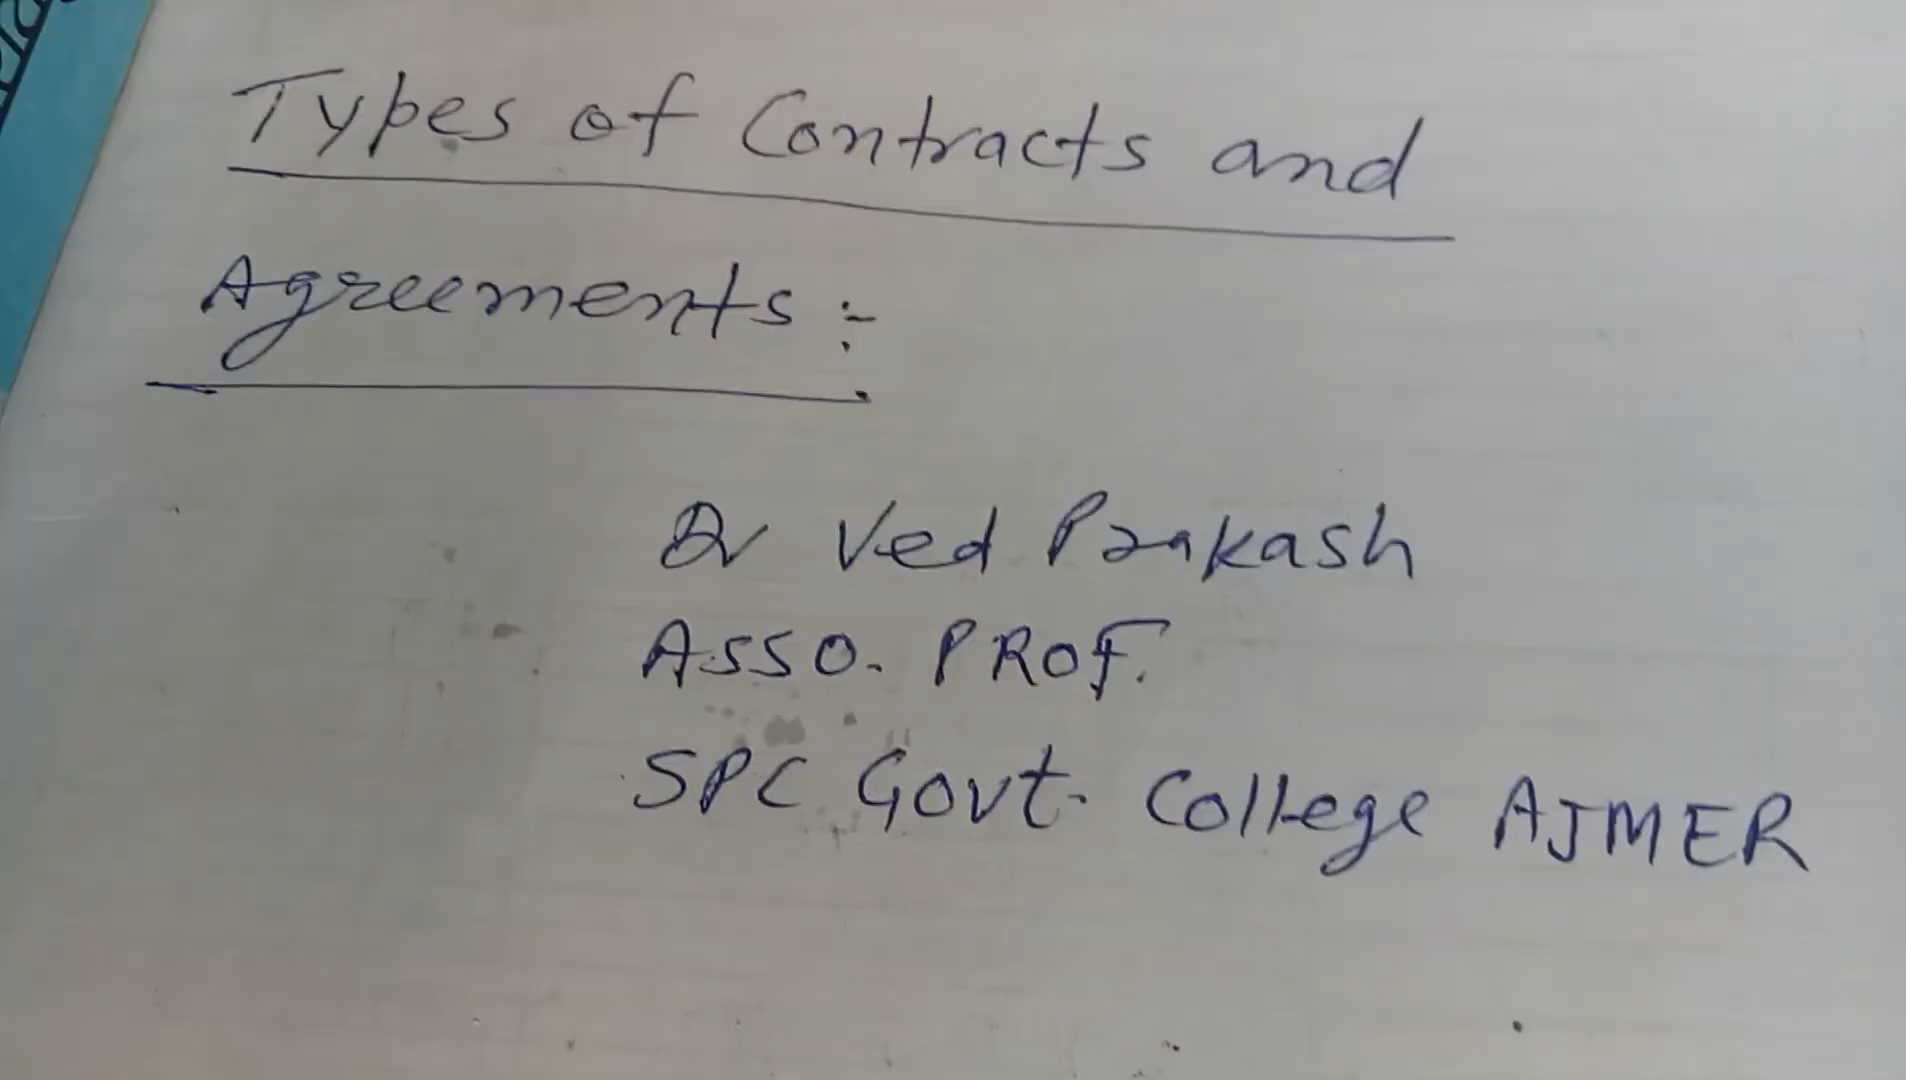 Types of Contracts and
Agreements :-
Dr Ved Prakash
ASSO. PROF.
SPC Govt. College AJMER